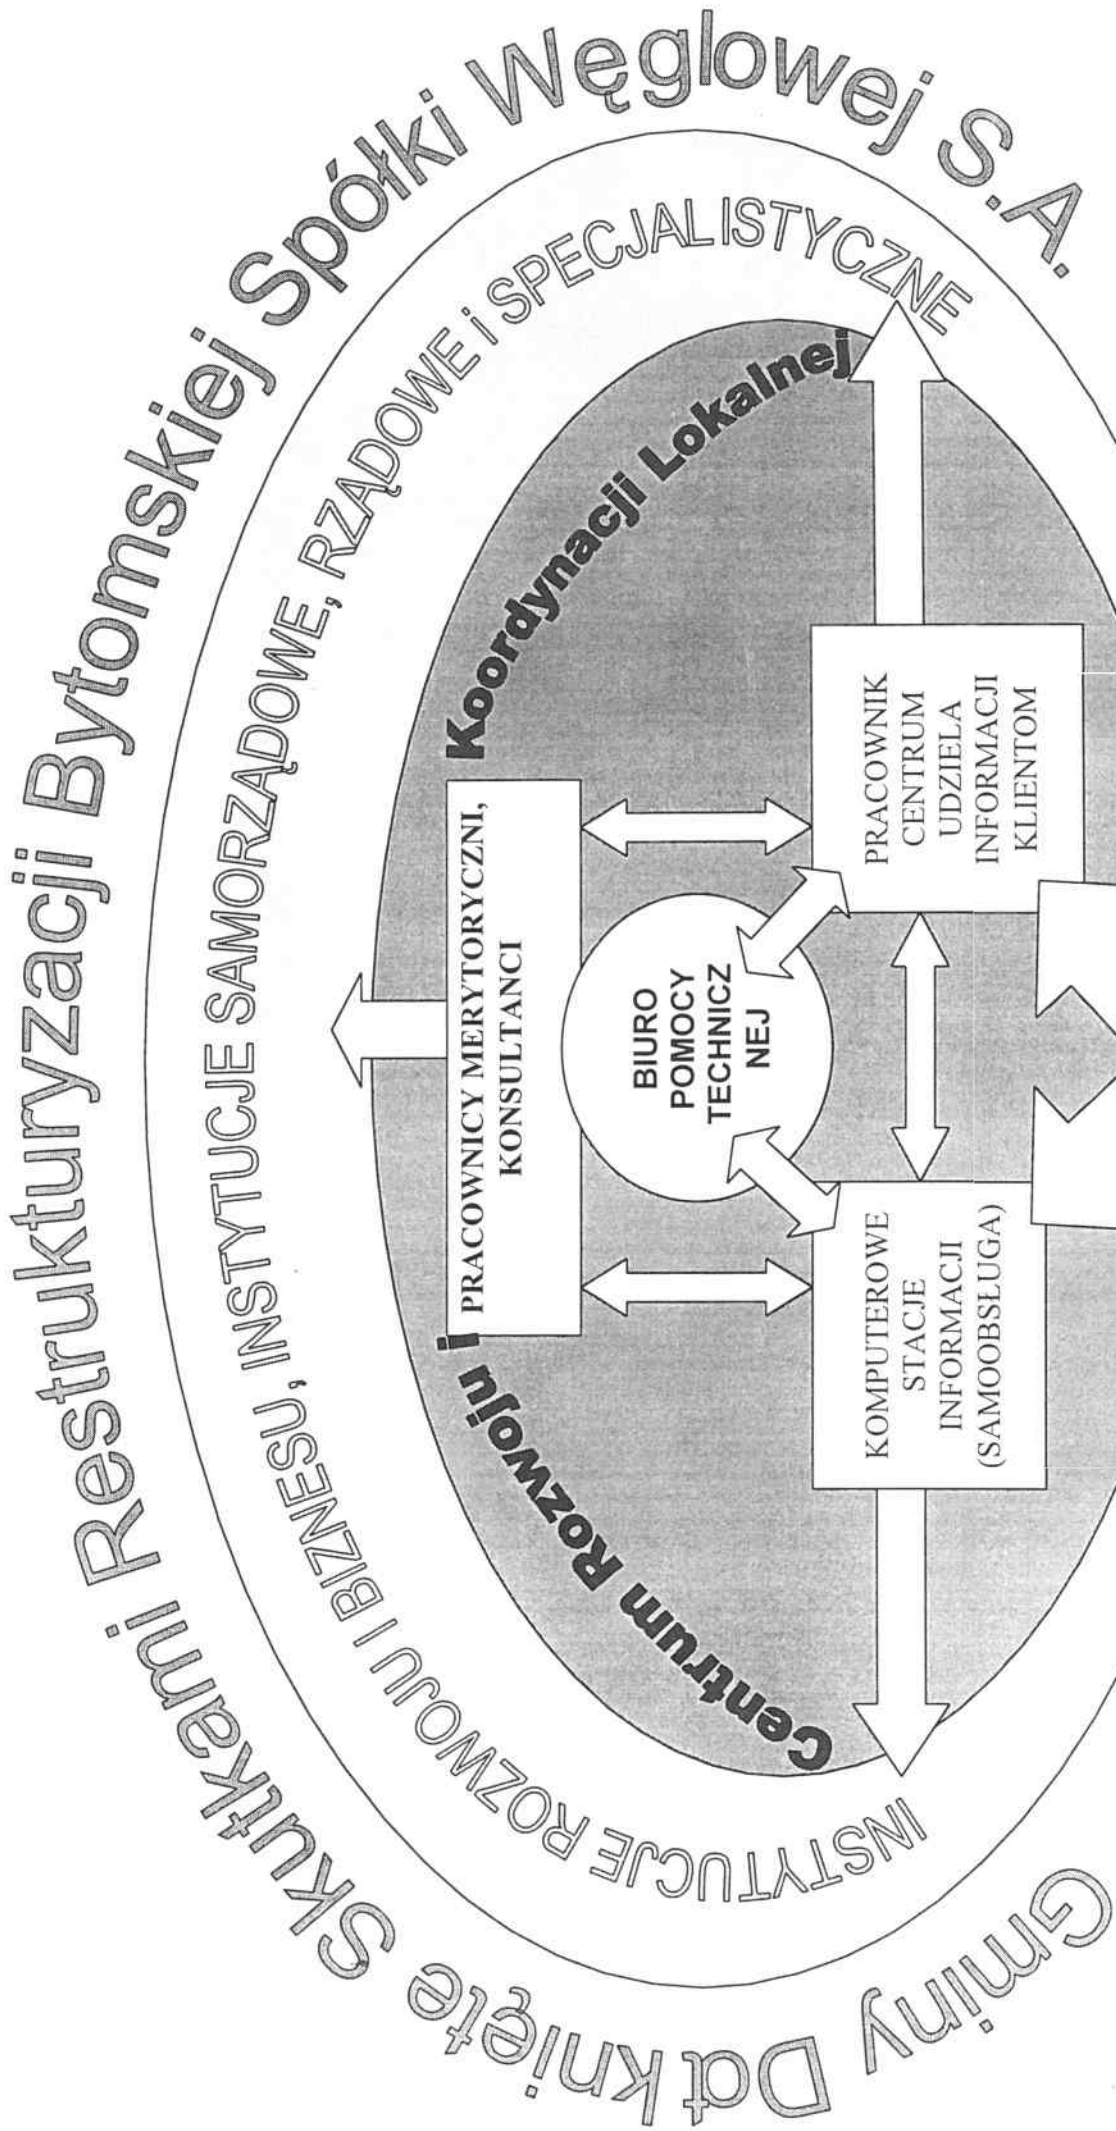 Gminy Dotknięte Skutkami Restrukturyzacji Bytomskiej Spółki Węglowej S.A.
INSTYTUCJE ROZWOJU I BIZNESU, INSTYTUCJE SAMORZĄDOWE, RZĄDOWE i SPECJALISTYCZNE
Centrum Rozwoju i Koordynacji Lokalnej
PRACOWNICY MERYTORYCZNI,
KONSULTANCI
BIURO
POMOCY
TECHNICZ
NEJ
KOMPUTEROWE
STACJE
INFORMACJI
(SAMOOBSŁUGA)
PRACOWNIK
CENTRUM
UDZIELA
INFORMACJI
KLIENTOM